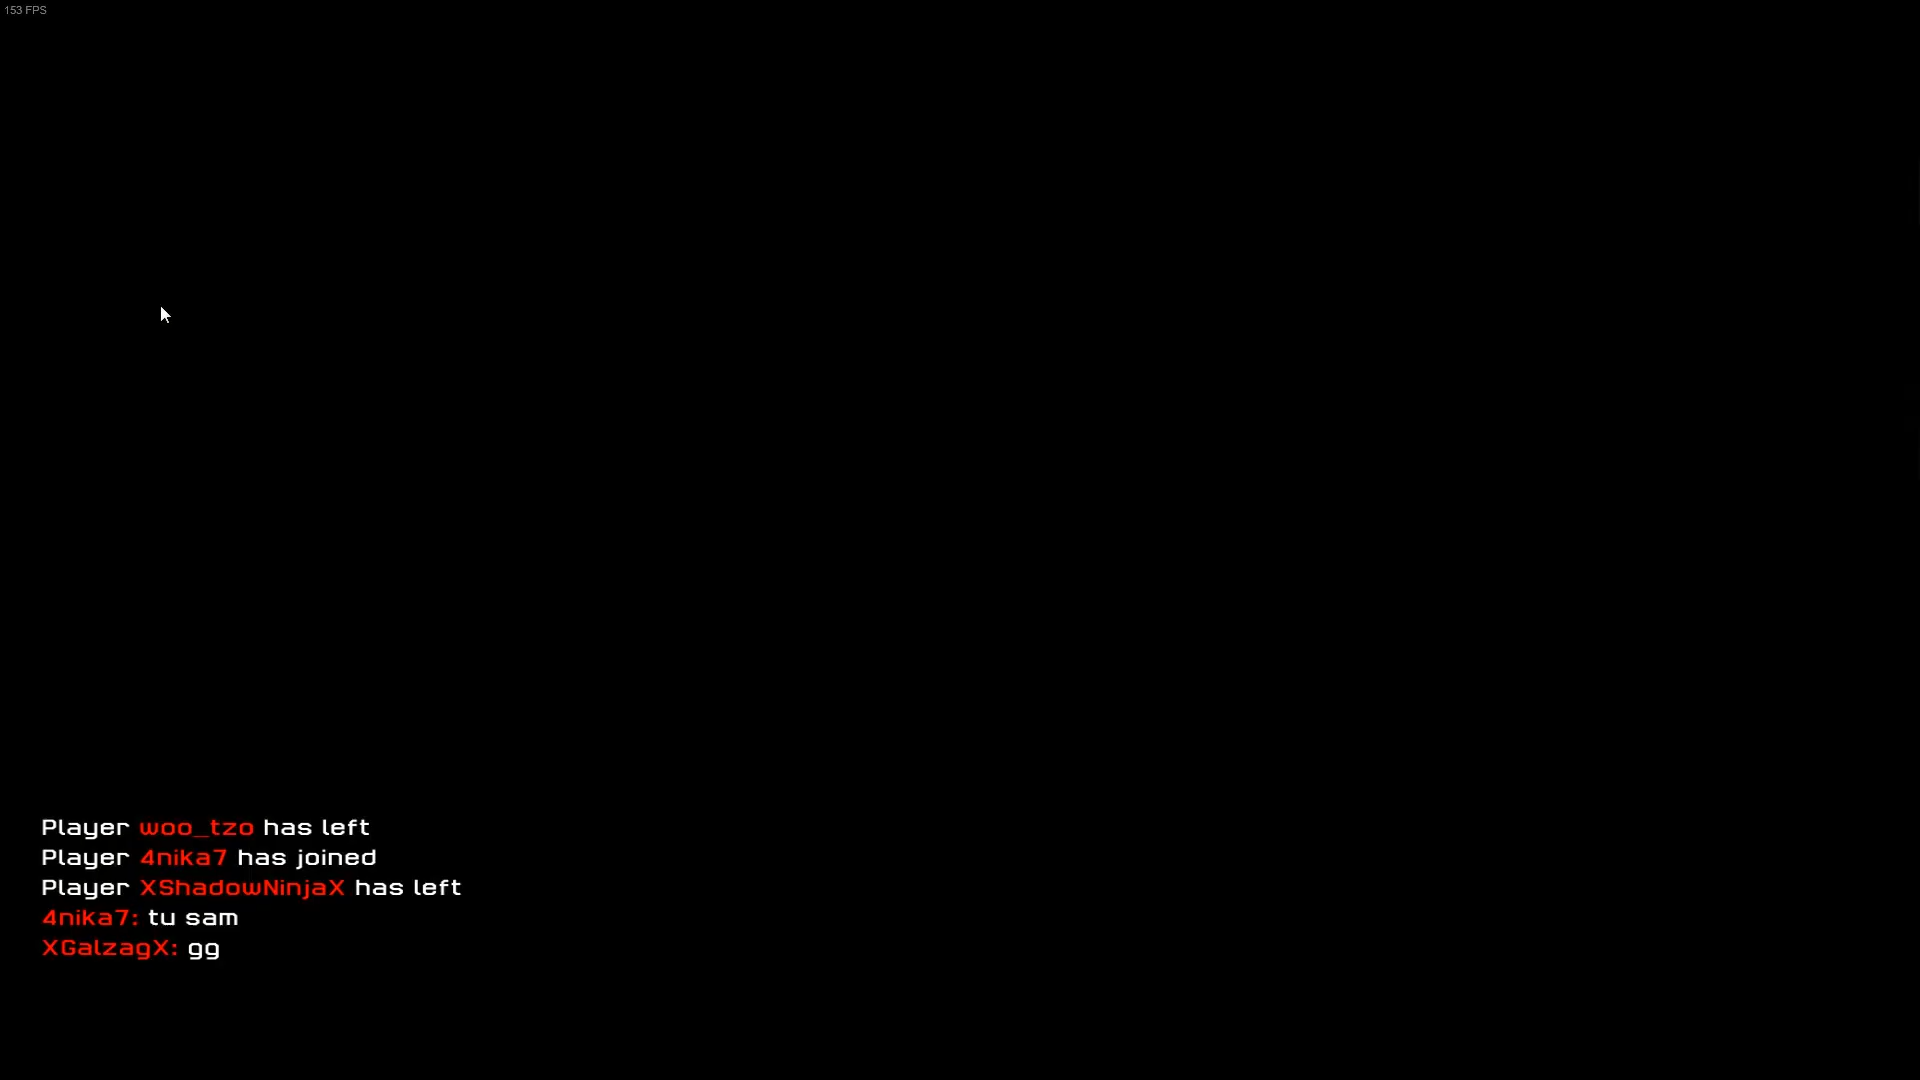 153 FPS
Player woo_tzo has left
Player 4nika7 has joined
Player XShadowNinjaX has left
4nika7: tu sam
XGalzagX: gg